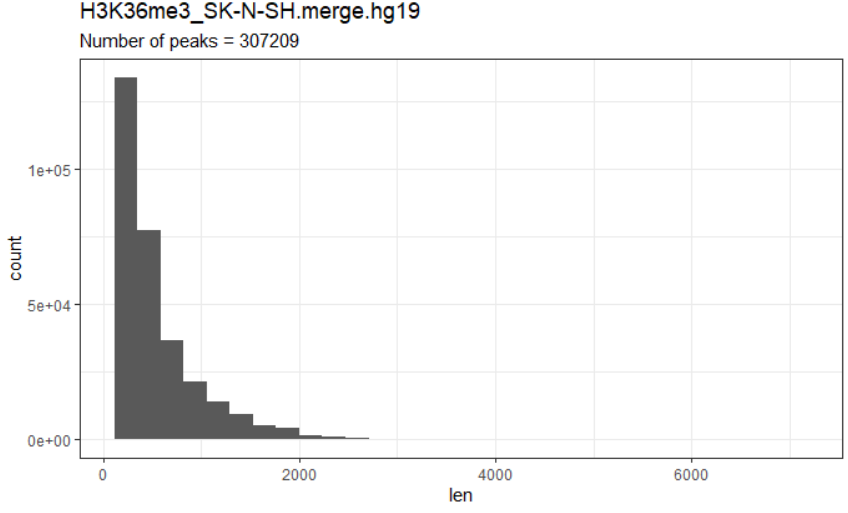 H3K36me3_SK-N-SH.merge.hg19
Number of peaks = 307209
1e+05
5e+04
0e+00
count
0 2000 4000 6000
len